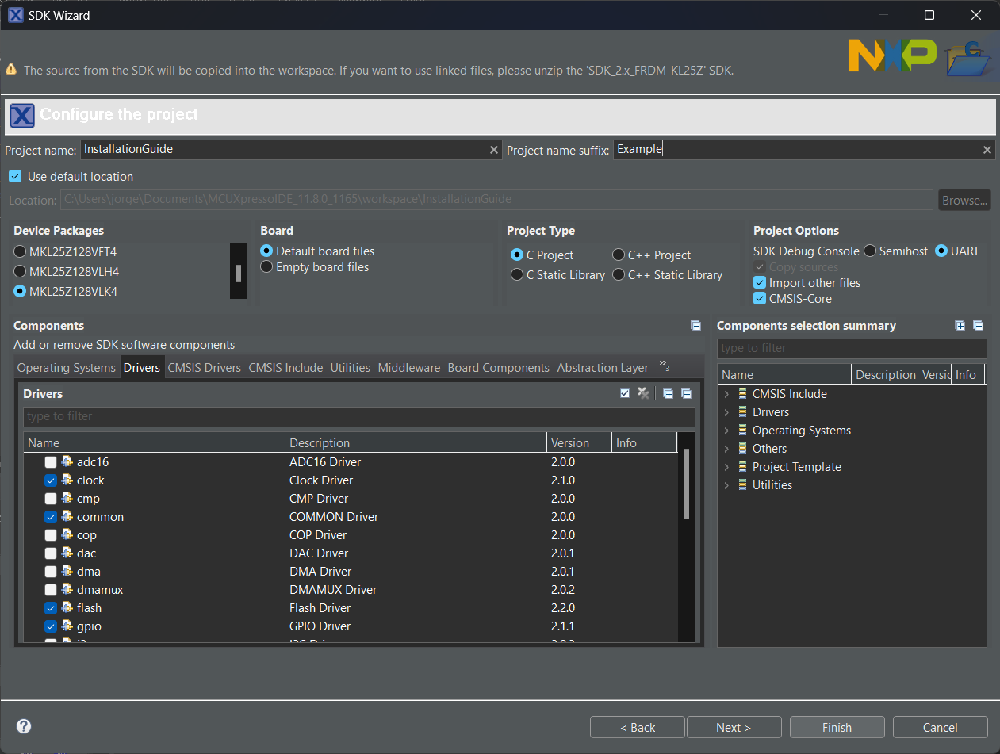 SDK Wizard
NXP
The source from the SDK will be copied into the workspace. If you want to use linked files, please unzip the 'SDK_2.x_FRDM-KL25Z' SDK.
Configure the project
Project name: InstallationGuide Project name suffix: Example
Use default location
Location: C:\Users\jorge\Documents\MCUXpressoIDE_11.8.0_1165\workspace\InstallationGuide Browse...
Device Packages
MKL25Z128VFT4
MKL25Z128VLH4
MKL25Z128VLK4
Board
Default board files
Empty board files
Project Type
C Project C++ Project
C Static Library C++ Static Library
Project Options
SDK Debug Console Semihost UART
Copy sources
Import other files
CMSIS-Core
Components
Add or remove SDK software components
Operating Systems Drivers CMSIS Drivers CMSIS Include Utilities Middleware Board Components Abstraction Layer »3
Drivers
type to filter
Name Description Version Info
adc16 ADC16 Driver 2.0.0
clock Clock Driver 2.1.0
cmp CMP Driver 2.0.0
common COMMON Driver 2.0.0
cop COP Driver 2.0.0
dac DAC Driver 2.0.1
dma DMA Driver 2.0.1
dmamux DMAMUX Driver 2.0.2
flash Flash Driver 2.2.0
gpio GPIO Driver 2.1.1
Components selection summary
type to filter
Name Description Versic Info
CMSIS Include
Drivers
Operating Systems
Others
Project Template
Utilities
< Back Next > Finish Cancel